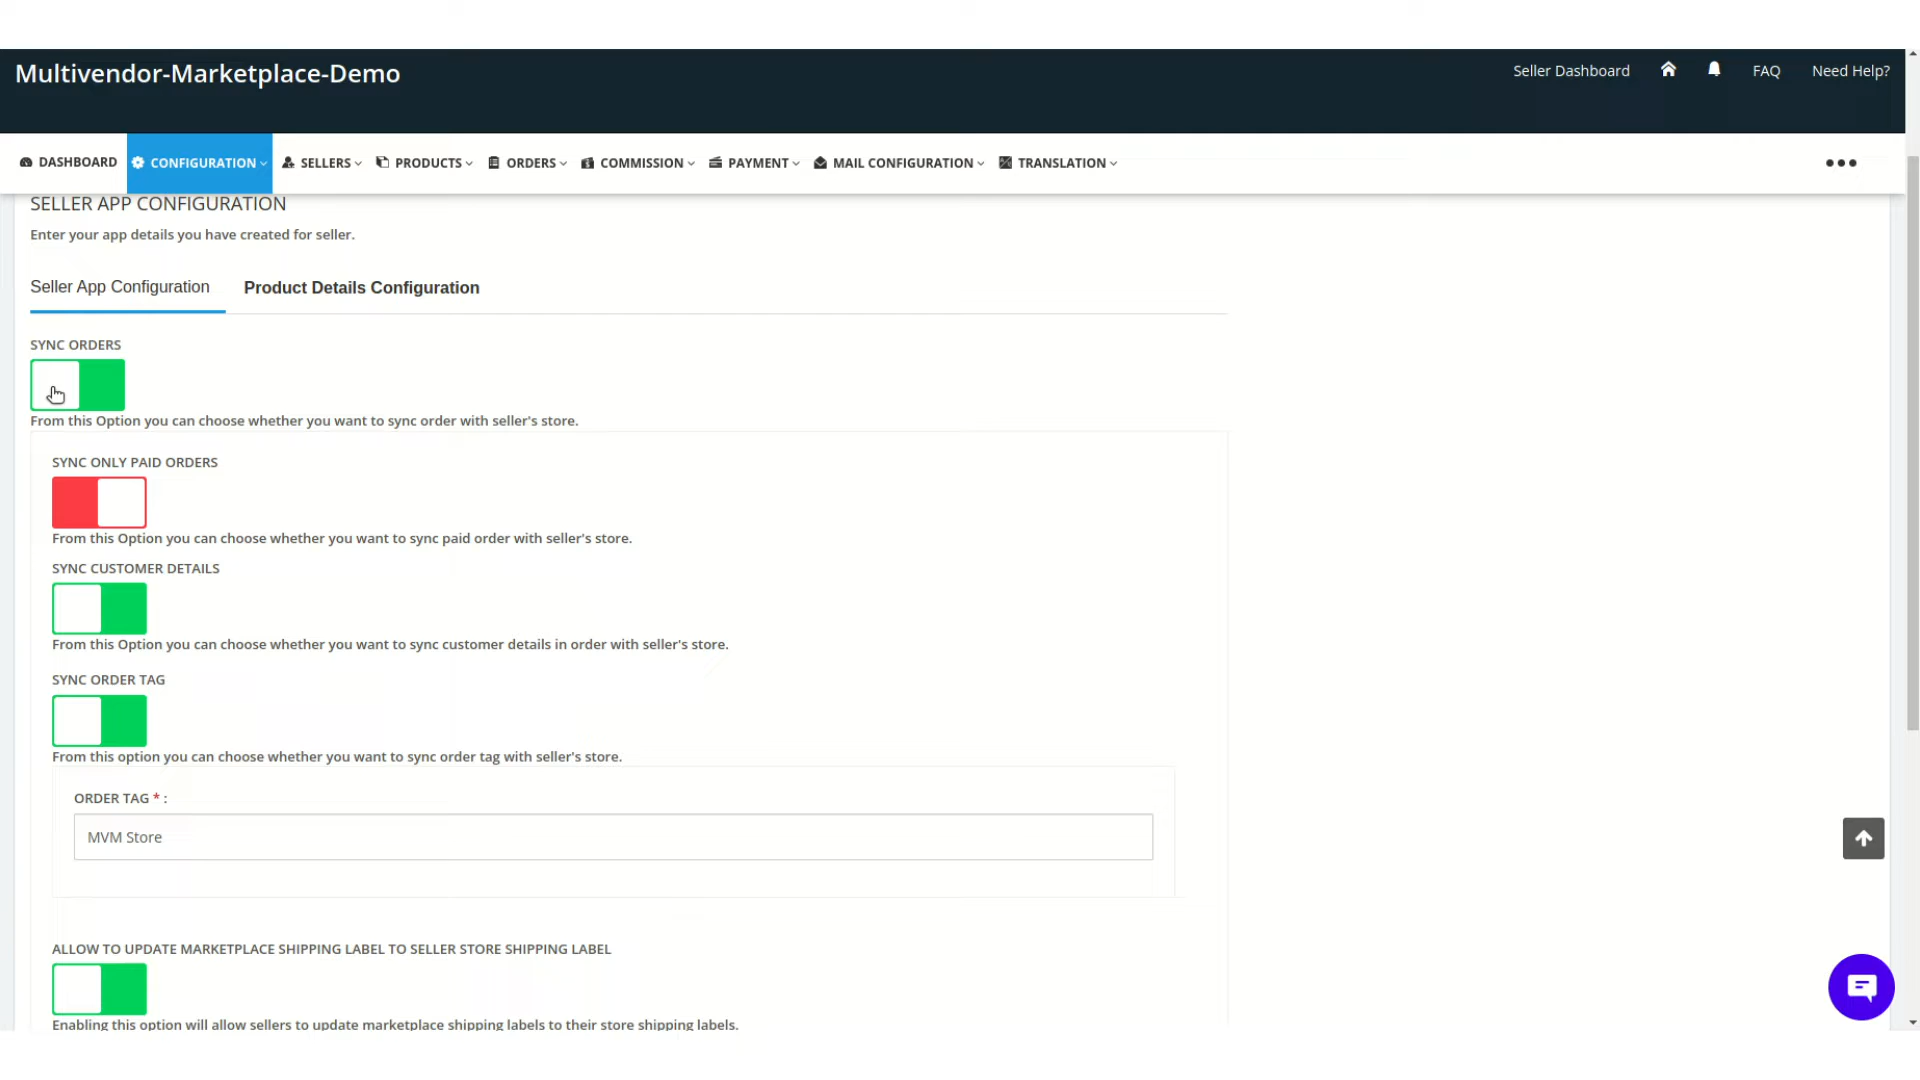 Multivendor-Marketplace-Demo
Seller Dashboard
FAQ
Need Help?
DASHBOARD
CONFIGURATION
SELLERS
PRODUCTS
ORDERS
COMMISSION
PAYMENT
MAIL CONFIGURATION
TRANSLATION
SELLER APP CONFIGURATION
Enter your app details you have created for seller.
Seller App Configuration
Product Details Configuration
SYNC ORDERS
From this Option you can choose whether you want to sync order with seller's store.
SYNC ONLY PAID ORDERS
From this Option you can choose whether you want to sync paid order with seller's store.
SYNC CUSTOMER DETAILS
From this Option you can choose whether you want to sync customer details in order with seller's store.
SYNC ORDER TAG
From this option you can choose whether you want to sync order tag with seller's store.
ORDER TAG * :
MVM Store
ALLOW TO UPDATE MARKETPLACE SHIPPING LABEL TO SELLER STORE SHIPPING LABEL
Enabling this option will allow sellers to update marketplace shipping labels to their store shipping labels.